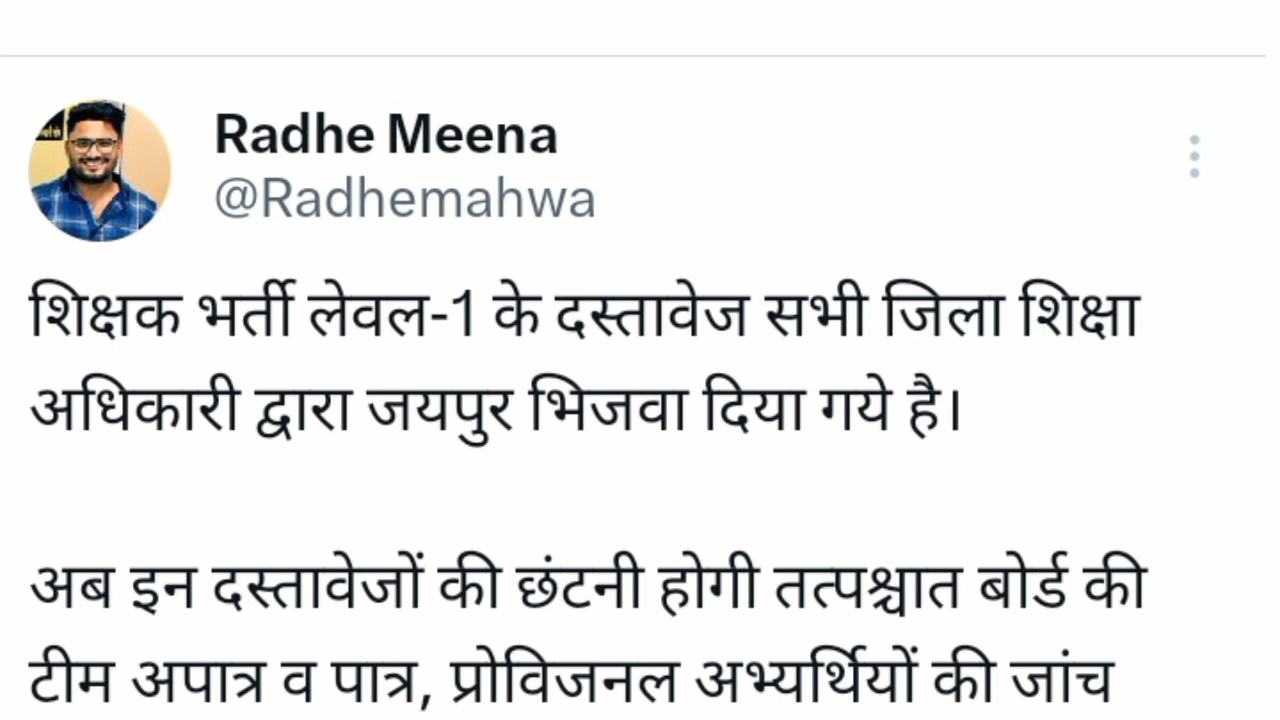 Radhe Meena
@Radhemahwa
शिक्षक भर्ती लेवल-1 के दस्तावेज सभी जिला शिक्षा
अधिकारी द्वारा जयपुर भिजवा दिया गये है।
अब इन दस्तावेजों की छंटनी होगी तत्पश्चात बोर्ड की
टीम अपात्र व पात्र, प्रोविजनल अभ्यर्थियों की जांच